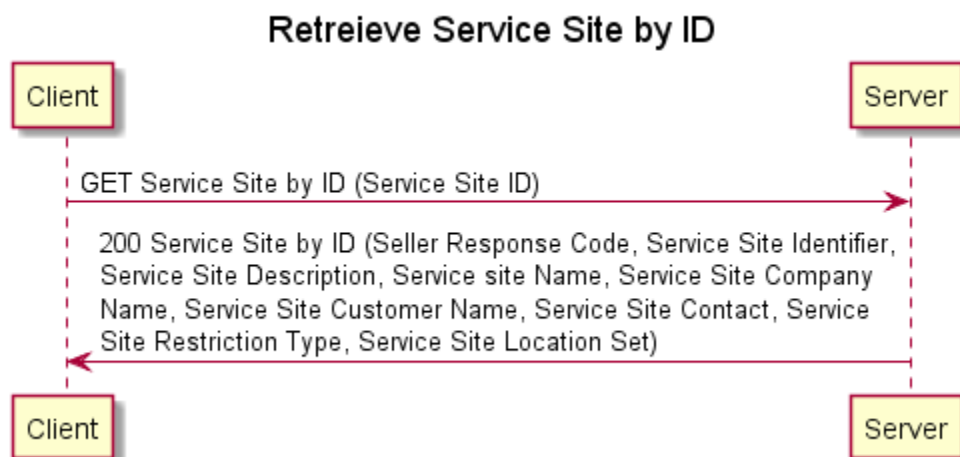 Retreieve Service Site by ID
Client
Server
GET Service Site by ID (Service Site ID)
200 Service Site by ID (Seller Response Code, Service Site Identifier,
Service Site Description, Service site Name, Service Site Company
Name, Service Site Customer Name, Service Site Contact, Service
Site Restriction Type, Service Site Location Set)
Client
Server